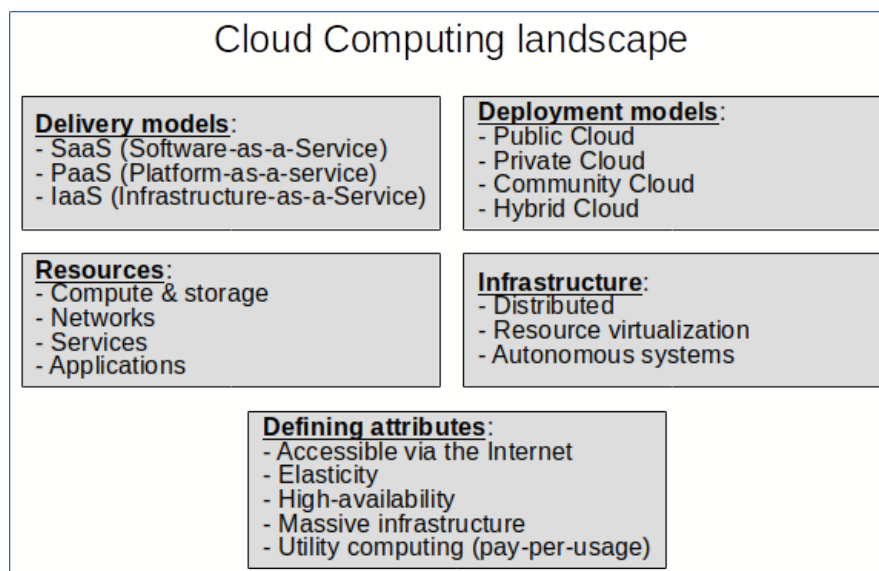 Cloud Computing landscape
Delivery models:
- SaaS (Software-as-a-Service)
- PaaS (Platform-as-a-service)
- IaaS (Infrastructure-as-a-Service)
Deployment models:
- Public Cloud
- Private Cloud
- Community Cloud
- Hybrid Cloud
Resources:
- Compute & storage
- Networks
- Services
- Applications
Infrastructure:
- Distributed
- Resource virtualization
- Autonomous systems
Defining attributes:
- Accessible via the Internet
- Elasticity
- High-availability
- Massive infrastructure
- Utility computing (pay-per-usage)